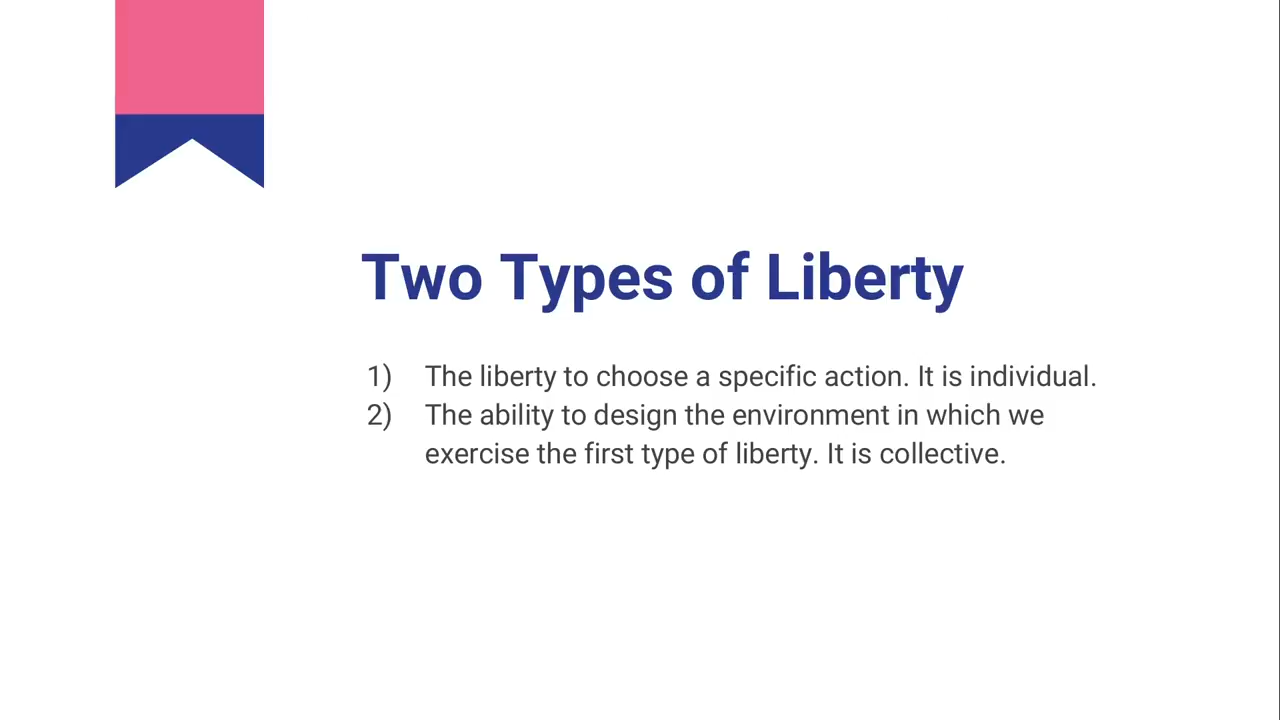 Two Types of Liberty
1) The liberty to choose a specific action. It is individual.
2) The ability to design the environment in which we
exercise the first type of liberty. It is collective.